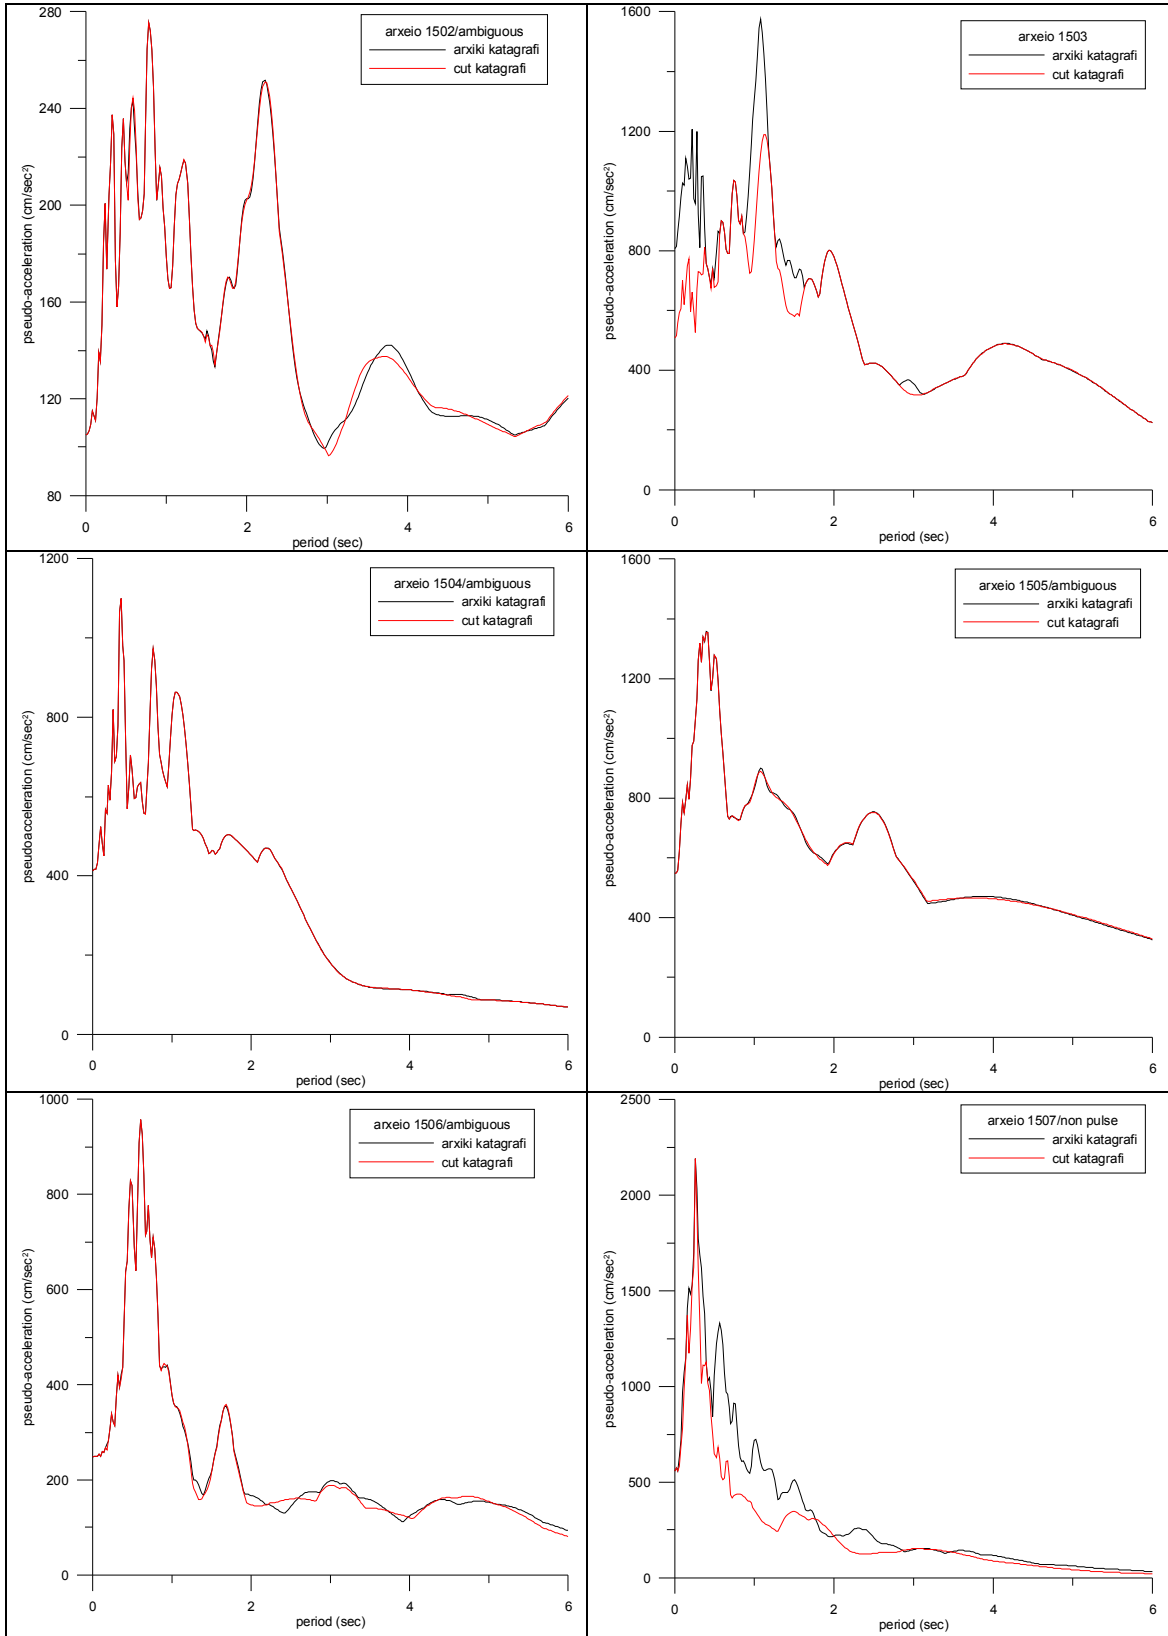 280
240
200
160
120
80
pseudo-acceleration (cm/sec²)
arxeio 1502/ambiguous
arxiki katagrafi
cut katagrafi
0
2
4
6
period (sec)
1600
1200
800
400
0
pseudo-acceleration (cm/sec²)
arxeio 1503
arxiki katagrafi
cut katagrafi
0
2
4
6
period (sec)
1200
800
400
0
pseudoacceleration (cm/sec²)
arxeio 1504/ambiguous
arxiki katagrafi
cut katagrafi
0
2
4
6
period (sec)
1600
1200
800
400
0
pseudo-acceleration (cm/sec²)
arxeio 1505/ambiguous
arxiki katagrafi
cut katagrafi
0
2
4
6
period (sec)
1000
800
600
400
200
0
pseudo-acceleration (cm/sec²)
arxeio 1506/ambiguous
arxiki katagrafi
cut katagrafi
0
2
4
6
period (sec)
2500
2000
1500
1000
500
0
pseudo-acceleration (cm/sec²)
arxeio 1507/non pulse
arxiki katagrafi
cut katagrafi
0
2
4
6
period (sec)